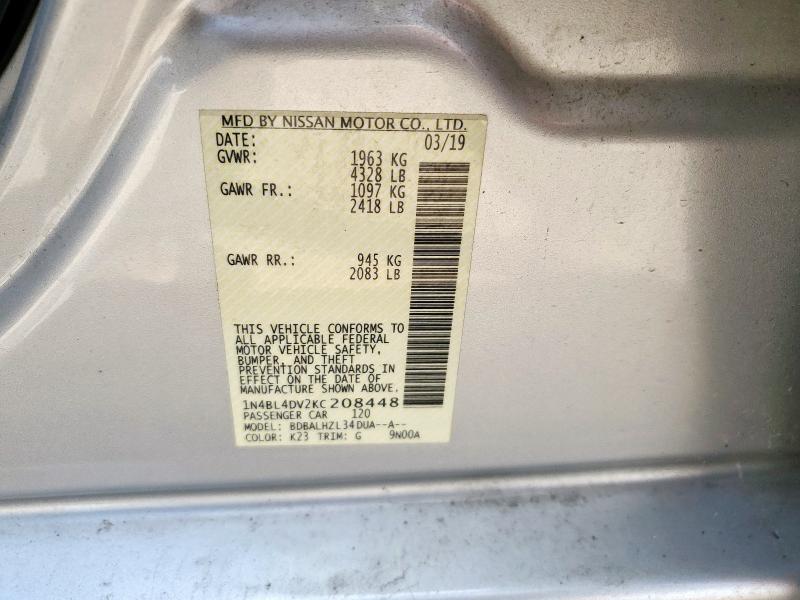 MFD BY NISSAN MOTOR CO., LTD.
DATE: 03/19
GVWR: 1963 KG
4328 LB
GAWR FR.: 1097 KG
2418 LB
GAWR RR.: 945 KG
2083 LB
THIS VEHICLE CONFORMS TO
ALL APPLICABLE FEDERAL
MOTOR VEHICLE SAFETY,
BUMPER, AND THEFT
PREVENTION STANDARDS IN
EFFECT ON THE DATE OF
MANUFACTURE SHOWN ABOVE.
1N4BL4DV2KC208448
PASSENGER CAR 120
MODEL: BDBALHZL34DUA--A--
COLOR: K23 TRIM: G 9N00A